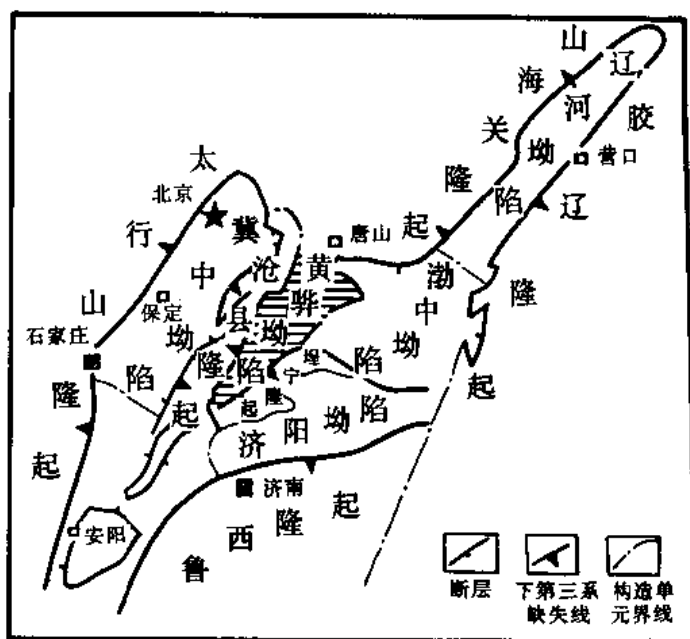 太行山隆起
山海关隆起
胶辽隆起
鲁西隆起
辽河坳陷
冀中坳陷
沧县隆起
黄骅坳陷
渤中坳陷
埕宁隆起
济阳坳陷
北京
唐山
营口
保定
石家庄
济南
安阳
断层
下第三系
缺失线
构造单
元界线